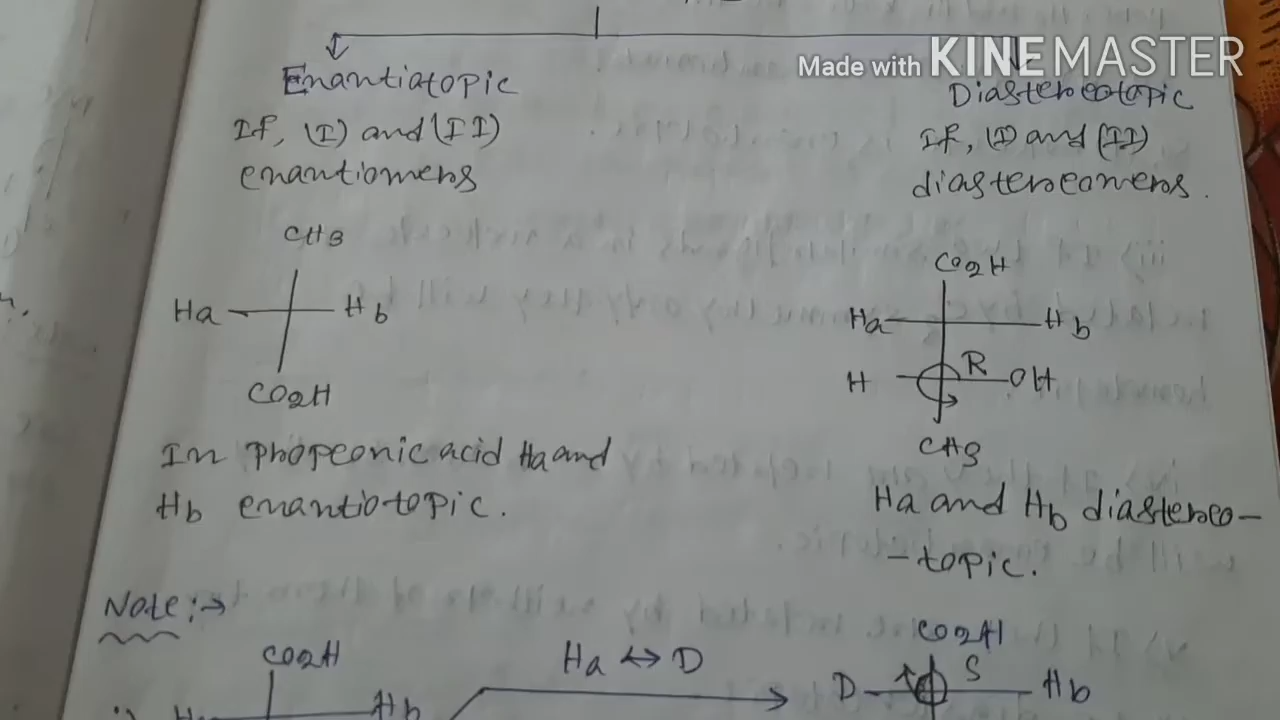 Made with KINEMASTER
Enantiatopic
If, (I) and (II)
enantiomers
CH3
Ha
Hb
CO2H
In Propeonic acid Ha and
Hb enantiotopic.
Diastereotopic
If, (I) and (II)
diastereomers.
CO2H
Ha
Hb
H
R
OH
CH3
Ha and Hb diastereo-
-topic.
Note:→
CO2H
Hb
Ha ↔ D
CO2H
D
S
Hb